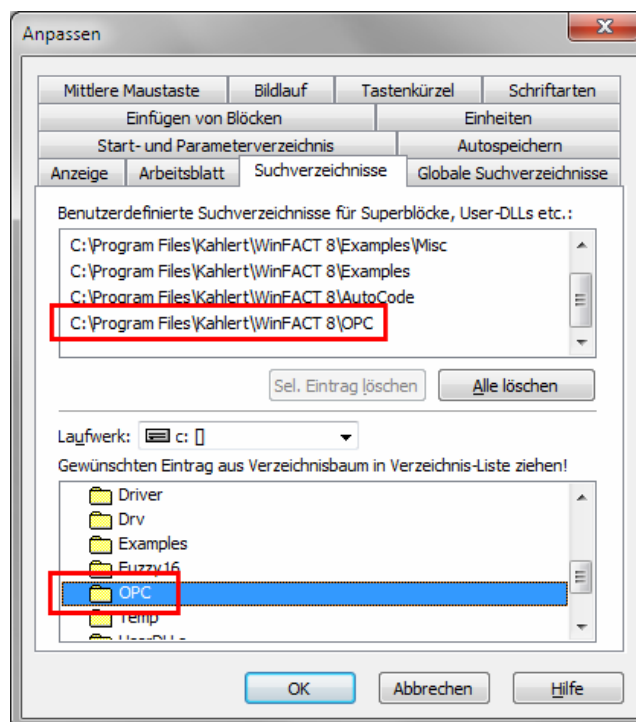 Anpassen
Mittlere Maustaste Bildlauf Tastenkürzel Schriftarten
Einfügen von Blöcken Einheiten
Start- und Parameterverzeichnis Autospeichern
Anzeige Arbeitsblatt Suchverzeichnisse Globale Suchverzeichnisse
Benutzerdefinierte Suchverzeichnisse für Superblöcke, User-DLLs etc.:
C:\Program Files\Kahlert\WinFACT 8\Examples\Misc
C:\Program Files\Kahlert\WinFACT 8\Examples
C:\Program Files\Kahlert\WinFACT 8\AutoCode
C:\Program Files\Kahlert\WinFACT 8\OPC
Sel. Eintrag löschen Alle löschen
Laufwerk: c: []
Gewünschten Eintrag aus Verzeichnisbaum in Verzeichnis-Liste ziehen!
Driver
Drv
Examples
Fuzzy16
OPC
Temp
UserDLLs
OK Abbrechen Hilfe